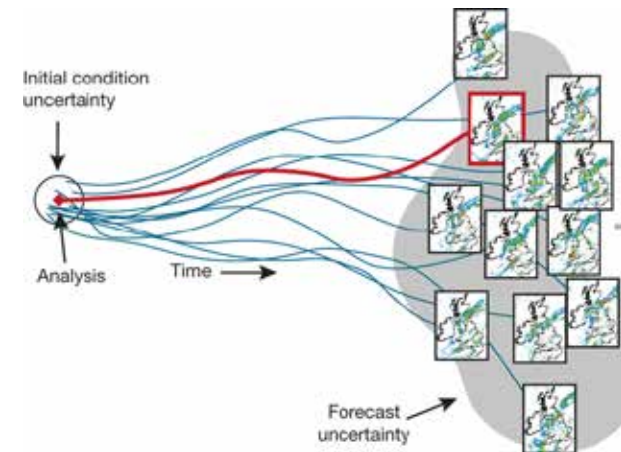 Initial condition
uncertainty
Analysis
Time
Forecast
uncertainty